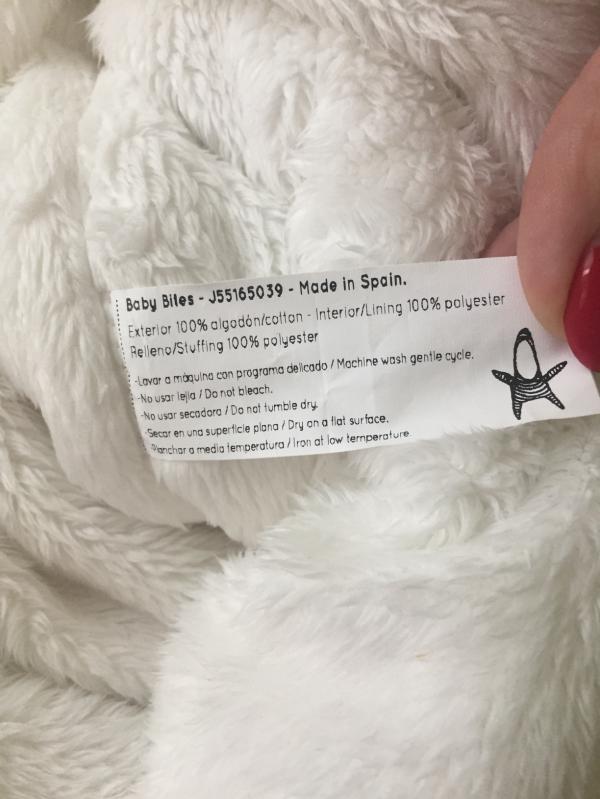 Baby Bites - J55165039 - Made in Spain.
Exterior 100% algodón/cotton - Interior/Lining 100% polyester
Relleno/Stuffing 100% polyester
-Lavar a máquina con programa delicado / Machine wash gentle cycle.
-No usar lejía / Do not bleach.
-No usar secadora / Do not tumble dry.
-Secar en una superficie plana / Dry on a flat surface.
-Planchar a media temperatura / Iron at low temperature.